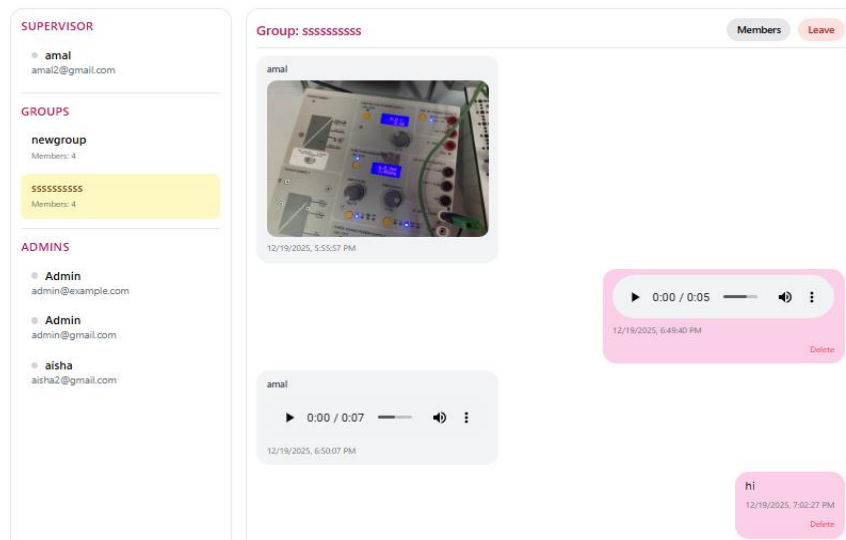 SUPERVISOR
amal
amal2@gmail.com
GROUPS
newgroup
Members: 4
ssssssssss
Members: 4
ADMINS
Admin
admin@example.com
Admin
admin@gmail.com
aisha
aisha2@gmail.com
Group: ssssssssss
Members
Leave
amal
12/19/2025, 5:55:57 PM
0:00 / 0:05
12/19/2025, 6:49:40 PM
Delete
amal
0:00 / 0:07
12/19/2025, 6:50:07 PM
hi
12/19/2025, 7:02:27 PM
Delete